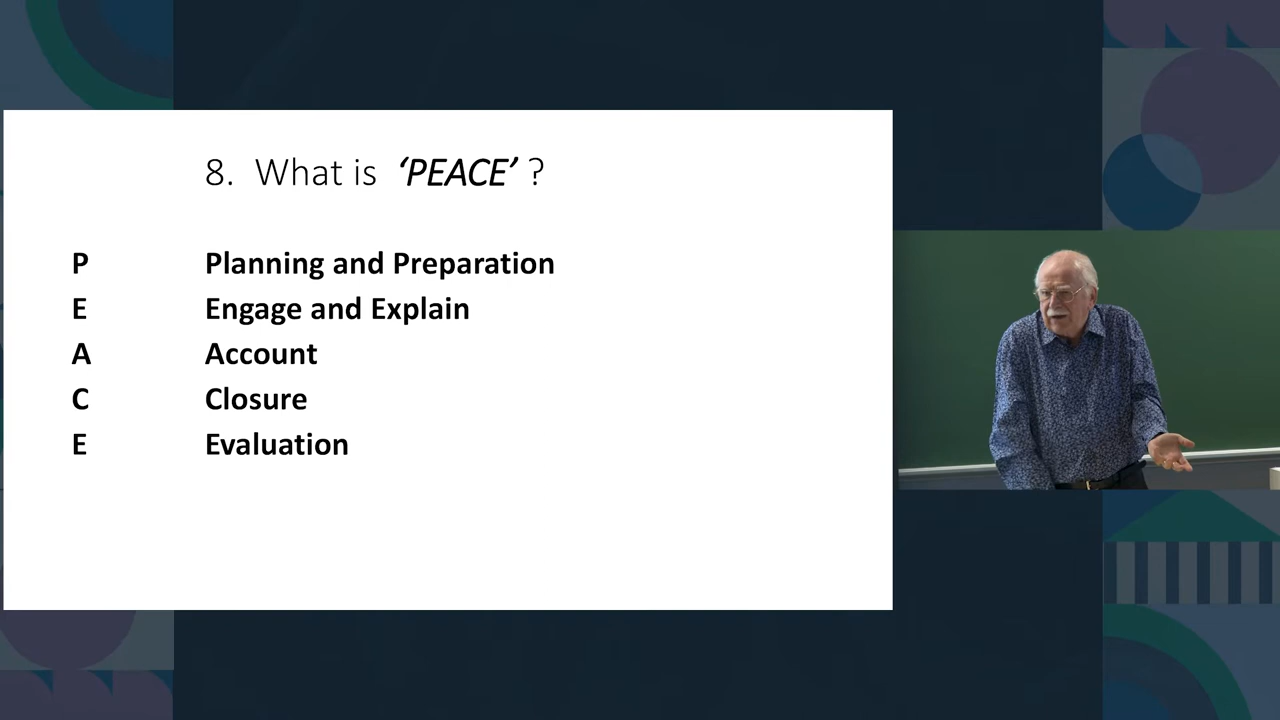 8. What is ‘PEACE’ ?
P Planning and Preparation
E Engage and Explain
A Account
C Closure
E Evaluation